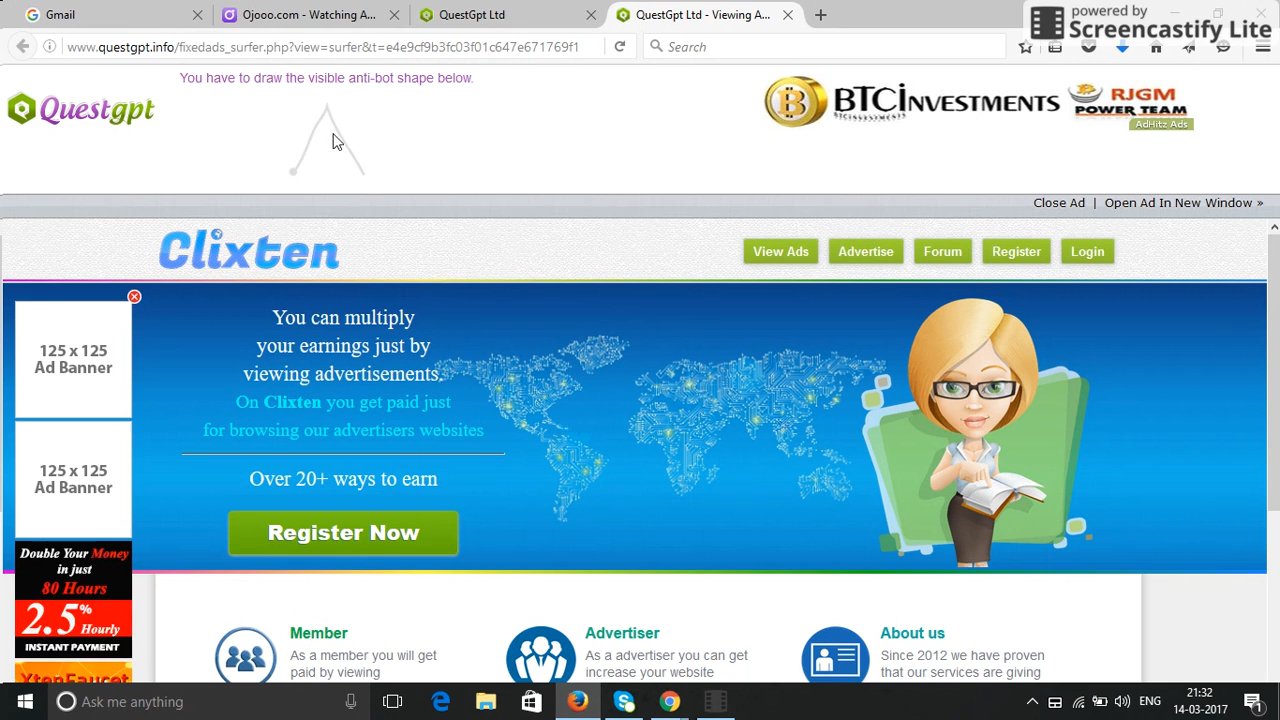 Gmail
Ojooo.com - Watching A...
QuestGpt Ltd
QuestGpt Ltd - Viewing A...
powered by
Screencastify Lite
www.questgpt.info/fixedads_surfer.php?view=surfer&t=e4e9cf9b3fc03f01c647e671769f1
Search
You have to draw the visible anti-bot shape below.
Questgpt
BTCINVESTMENTS
RJGM
POWER TEAM
AdHitz Ads
Close Ad | Open Ad In New Window »
Clixten
View Ads
Advertise
Forum
Register
Login
125 x 125
Ad Banner
125 x 125
Ad Banner
Double Your Money
in just
80 Hours
2.5% Hourly
INSTANT PAYMENT
XtenFaucet
You can multiply
your earnings just by
viewing advertisements.
On Clixten you get paid just
for browsing our advertisers websites
Over 20+ ways to earn
Register Now
Member
As a member you will get
paid by viewing
Advertiser
As a advertiser you can get
increase your website
About us
Since 2012 we have proven
that our services are giving
Ask me anything
ENG
21:32
14-03-2017